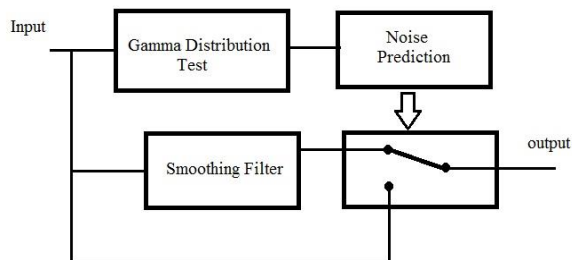 Input
Gamma Distribution
Test
Noise
Prediction
Smoothing Filter
output